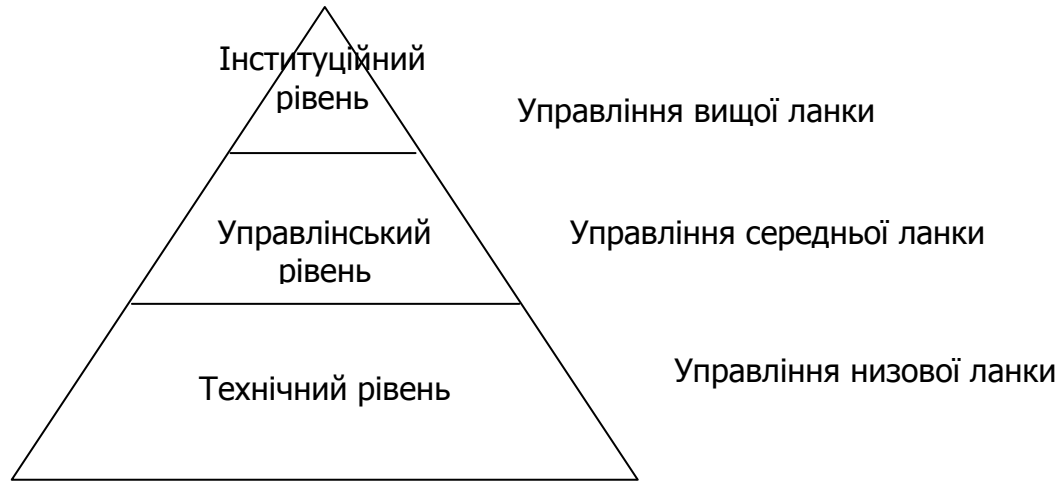 Інституційний
рівень
Управління вищої ланки
Управлінський
рівень
Управління середньої ланки
Технічний рівень
Управління низової ланки